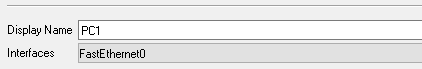 Display Name PC1
Interfaces FastEthernet0